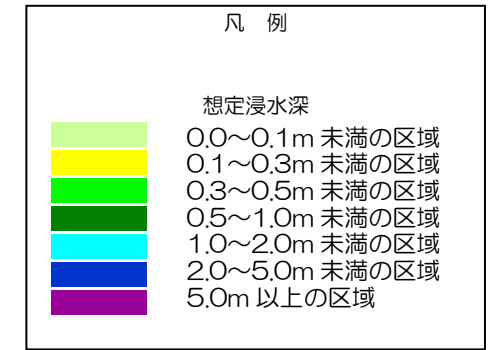 凡　例
想定浸水深
0.0～0.1m 未満の区域
0.1～0.3m 未満の区域
0.3～0.5m 未満の区域
0.5～1.0m 未満の区域
1.0～2.0m 未満の区域
2.0～5.0m 未満の区域
5.0m 以上の区域